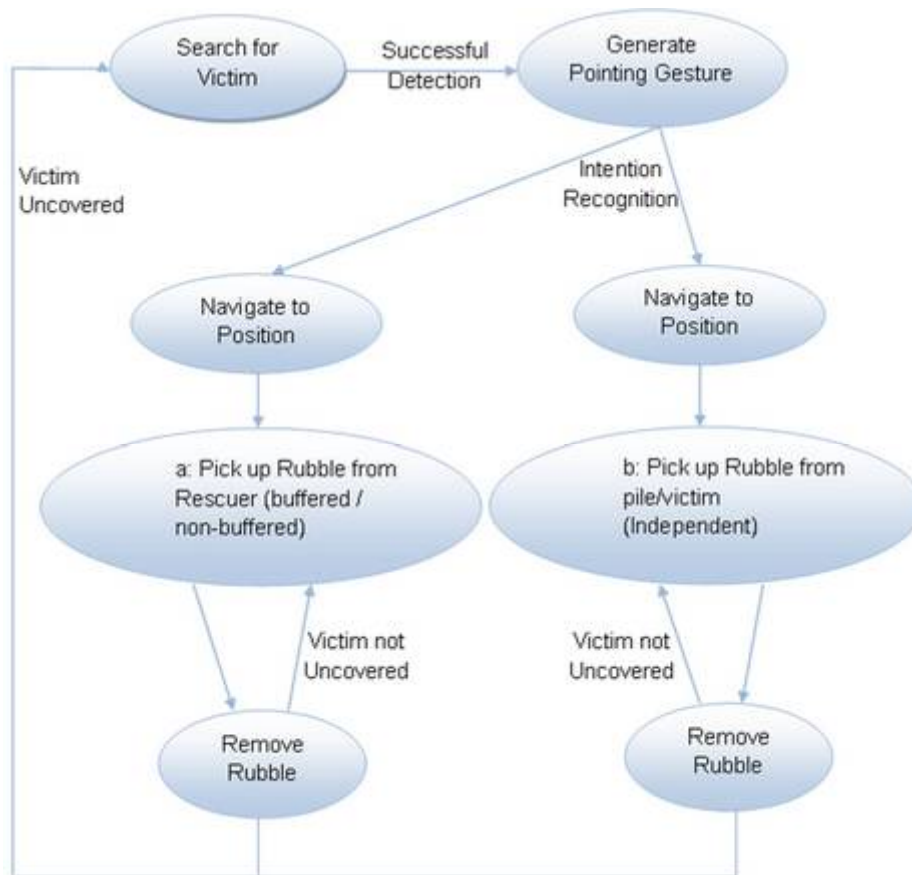 Search for
Victim
Successful
Detection
Generate
Pointing Gesture
Victim
Uncovered
Intention
Recognition
Navigate to
Position
Navigate to
Position
a: Pick up Rubble from
Rescuer (buffered /
non-buffered)
b: Pick up Rubble from
pile/victim
(Independent)
Victim not
Uncovered
Victim not
Uncovered
Remove
Rubble
Remove
Rubble